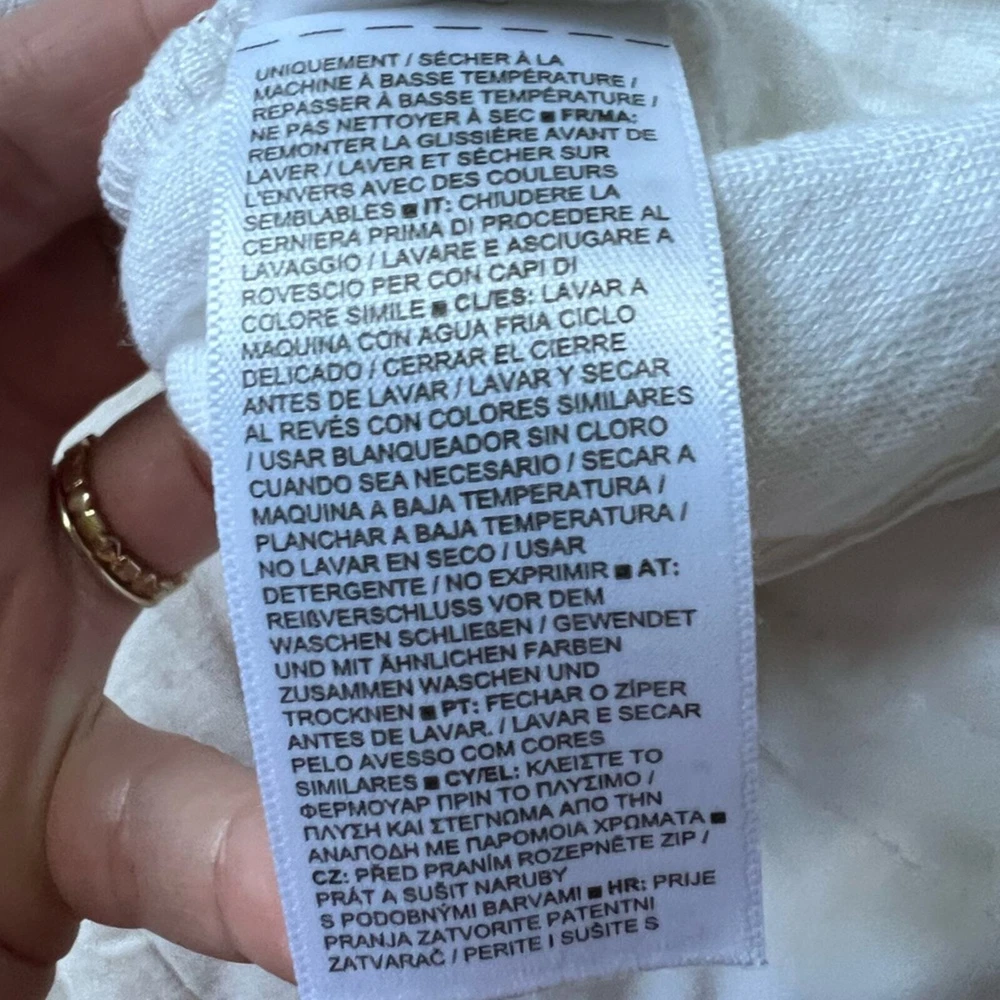 UNIQUEMENT / SÉCHER À LA
MACHINE À BASSE TEMPÉRATURE /
REPASSER À BASSE TEMPÉRATURE /
NE PAS NETTOYER À SEC ■ FR/MA:
REMONTER LA GLISSIÈRE AVANT DE
LAVER / LAVER ET SÉCHER SUR
L'ENVERS AVEC DES COULEURS
SEMBLABLES ■ IT: CHIUDERE LA
CERNIERA PRIMA DI PROCEDERE AL
LAVAGGIO / LAVARE E ASCIUGARE A
ROVESCIO PER CON CAPI DI
COLORE SIMILE ■ CL/ES: LAVAR A
MAQUINA CON AGUA FRIA CICLO
DELICADO / CERRAR EL CIERRE
ANTES DE LAVAR / LAVAR Y SECAR
AL REVÉS CON COLORES SIMILARES
/ USAR BLANQUEADOR SIN CLORO
CUANDO SEA NECESARIO / SECAR A
MAQUINA A BAJA TEMPERATURA /
PLANCHAR A BAJA TEMPERATURA /
NO LAVAR EN SECO / USAR
DETERGENTE / NO EXPRIMIR ■ AT:
REIßVERSCHLUSS VOR DEM
WASCHEN SCHLIEßEN / GEWENDET
UND MIT ÄHNLICHEN FARBEN
ZUSAMMEN WASCHEN UND
TROCKNEN ■ PT: FECHAR O ZÍPER
ANTES DE LAVAR. / LAVAR E SECAR
PELO AVESSO COM CORES
SIMILARES ■ CY/EL: ΚΛΕΙΣΤΕ ΤΟ
ΦΕΡΜΟΥΑΡ ΠΡΙΝ ΤΟ ΠΛΥΣΙΜΟ /
ΠΛΥΣΗ ΚΑΙ ΣΤΕΓΝΩΜΑ ΑΠΟ ΤΗΝ
ΑΝΑΠΟΔΗ ΜΕ ΠΑΡΟΜΟΙΑ ΧΡΩΜΑΤΑ ■
CZ: PŘED PRANÍM ROZEPNĚTE ZIP /
PRÁT A SUŠIT NARUBY
S PODOBNÝMI BARVAMI ■ HR: PRIJE
PRANJA ZATVORITE PATENTNI
ZATVARAČ / PERITE I SUŠITE S